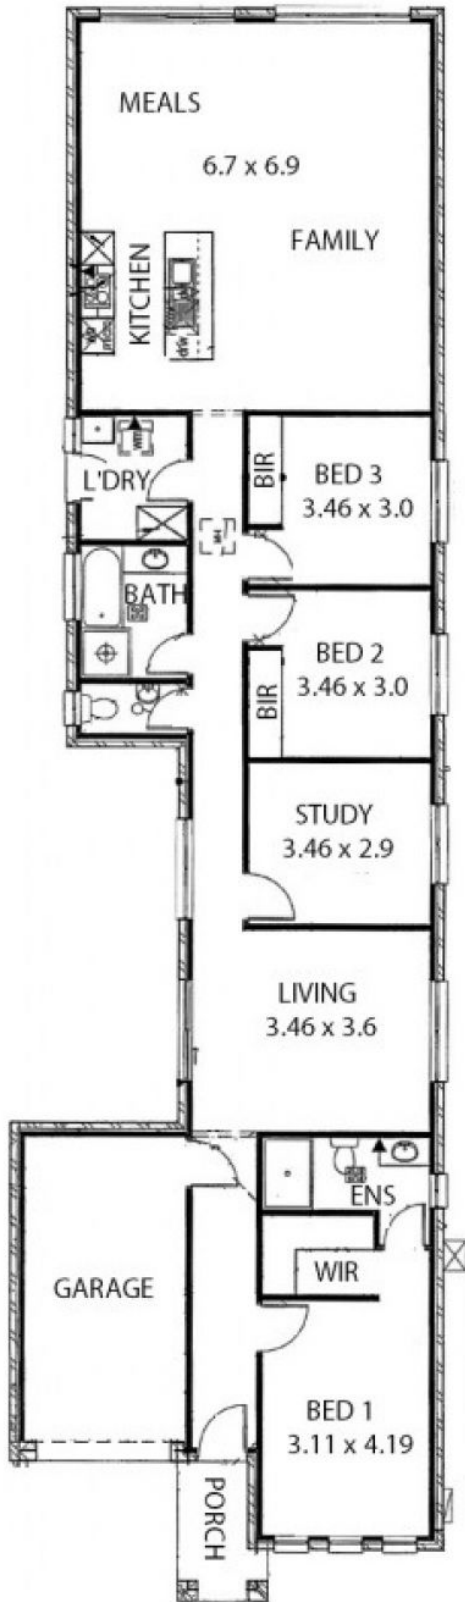 MEALS
6.7 x 6.9
FAMILY
KITCHEN
L'DRY
BIR
BED 3
3.46 x 3.0
BATH
BED 2
3.46 x 3.0
BIR
STUDY
3.46 x 2.9
LIVING
3.46 x 3.6
ENS
WIR
GARAGE
BED 1
3.11 x 4.19
PORCH